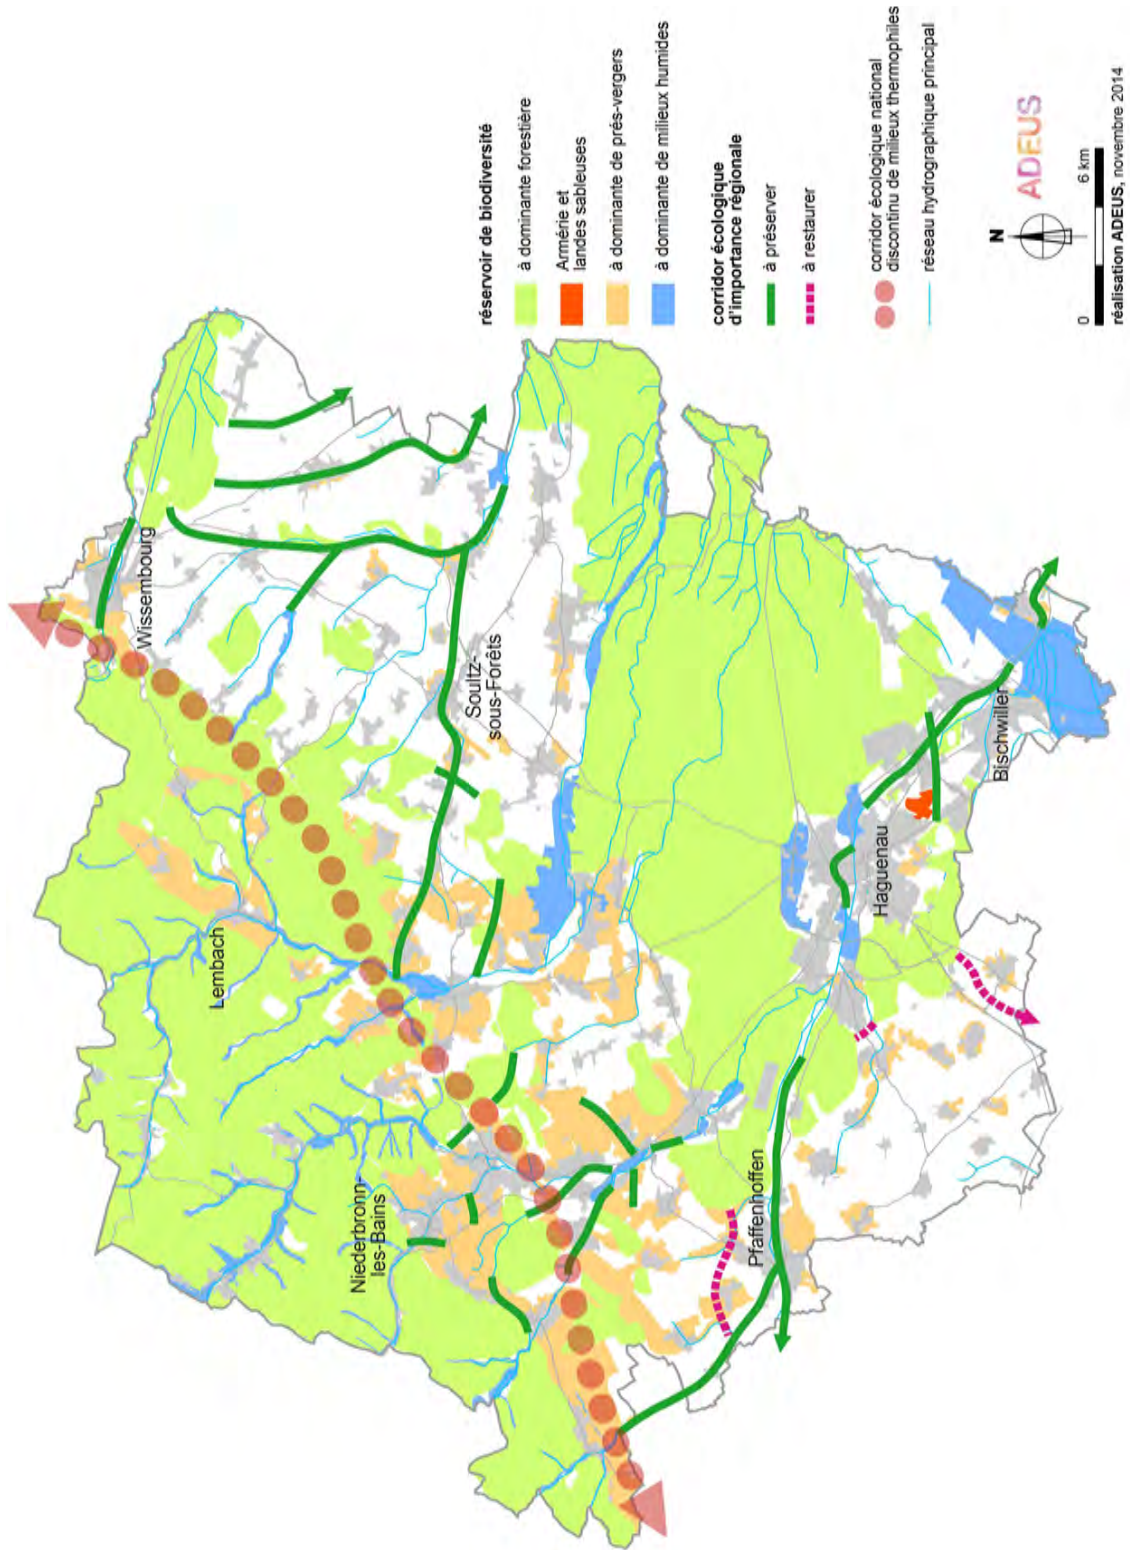 Wissembourg
Lembach
Niederbronn-
les-Bains
Soultz-
sous-Forêts
Pfaffenhoffen
Haguenau
Bischwiller
réservoir de biodiversité
à dominante forestière
Armérie et
landes sableuses
à dominante de prés-vergers
à dominante de milieux humides
corridor écologique
d'importance régionale
à préserver
à restaurer
corridor écologique national
discontinu de milieux thermophiles
réseau hydrographique principal
N
ADEUS
0 6 km
réalisation ADEUS, novembre 2014